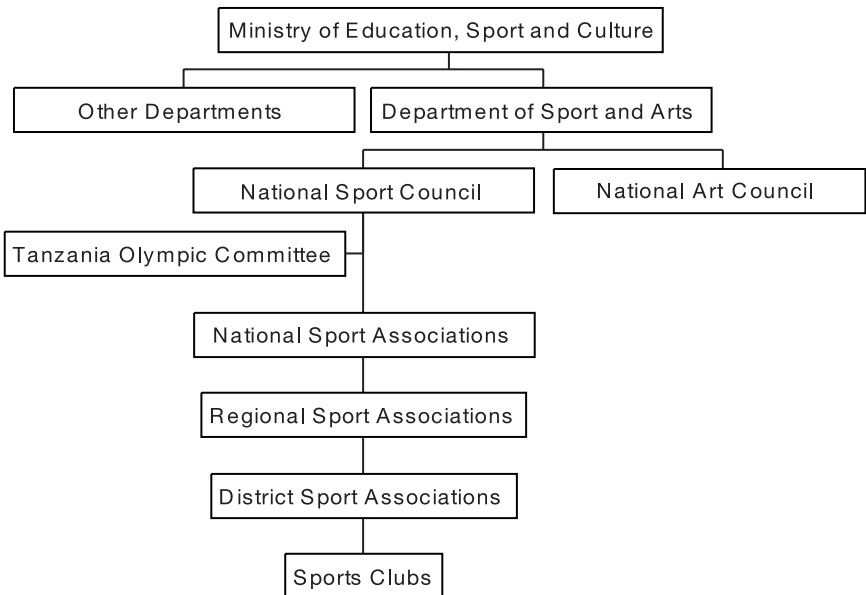 Ministry of Education, Sport and Culture
Other Departments
Department of Sport and Arts
National Sport Council
National Art Council
Tanzania Olympic Committee
National Sport Associations
Regional Sport Associations
District Sport Associations
Sports Clubs